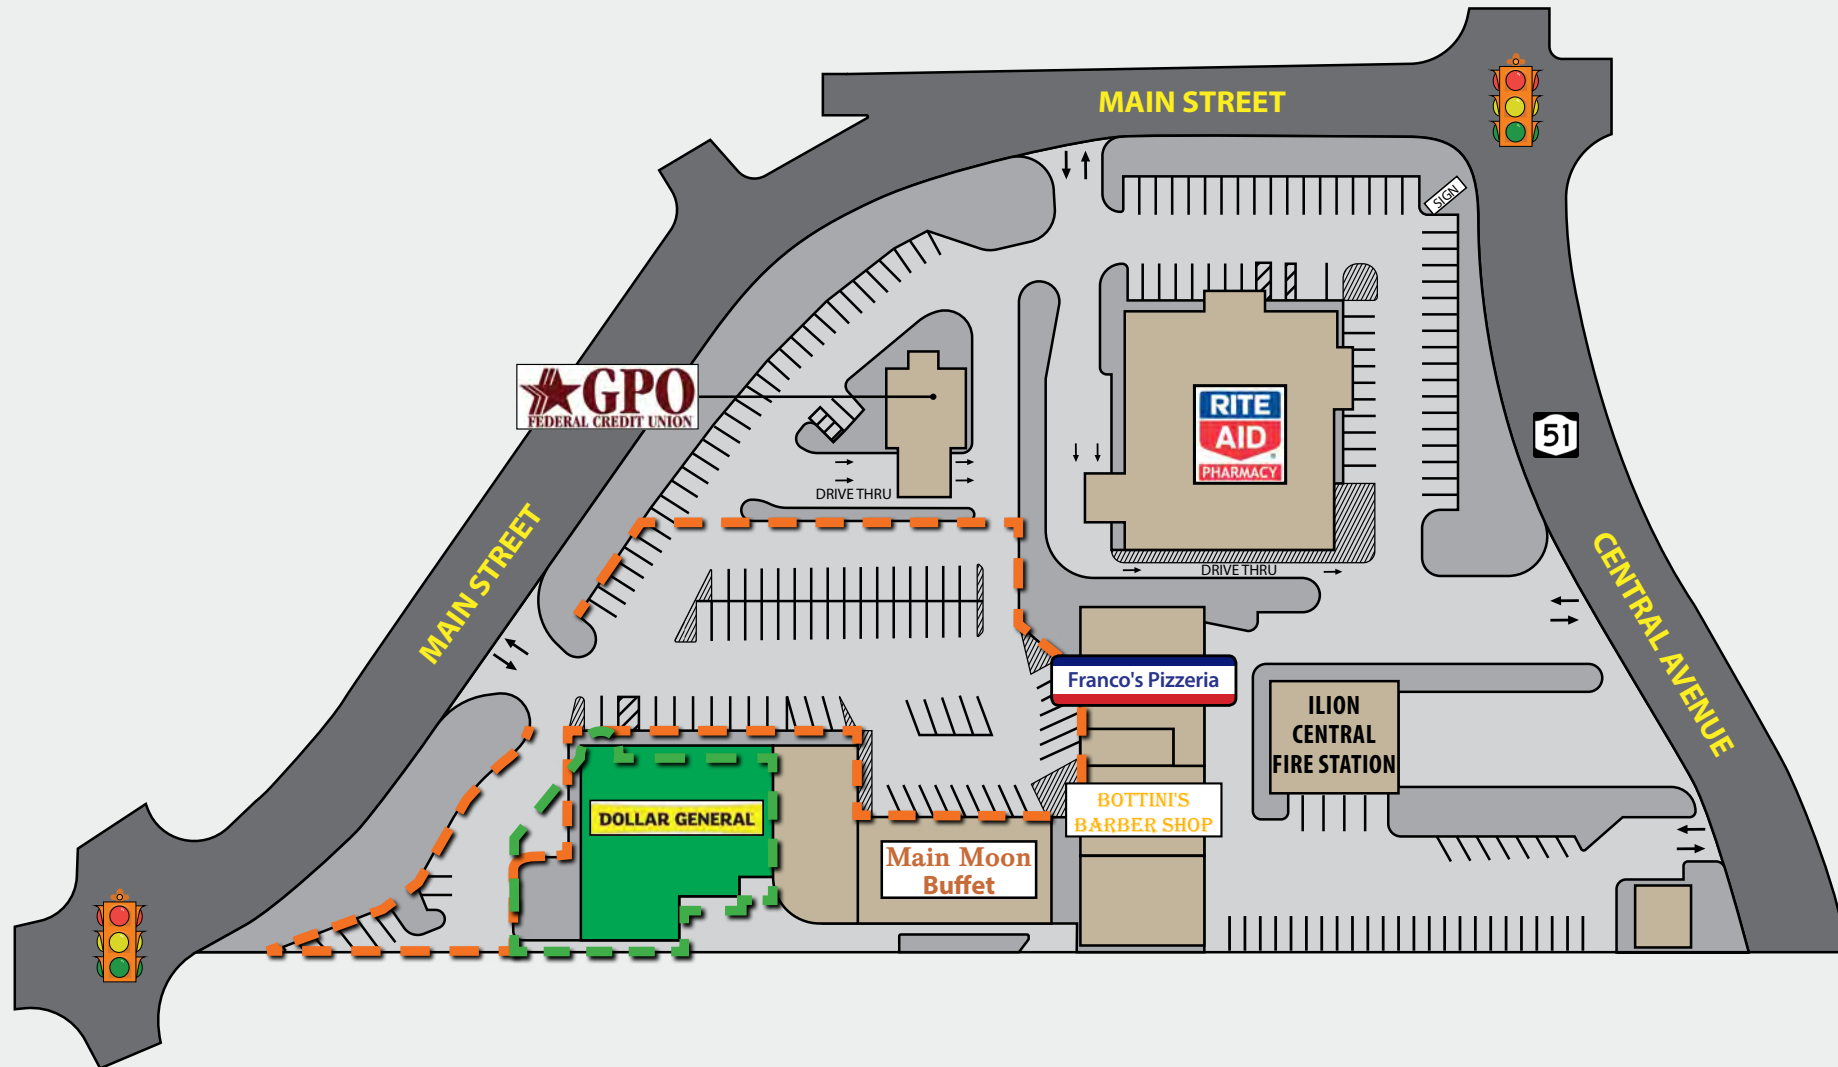 MAIN STREET
SIGN
GPO
FEDERAL CREDIT UNION
RITE
AID
PHARMACY
51
DRIVE THRU
MAIN STREET
DRIVE THRU
CENTRAL AVENUE
Franco's Pizzeria
ILION
CENTRAL
FIRE STATION
DOLLAR GENERAL
BOTTINI'S
BARBER SHOP
Main Moon
Buffet